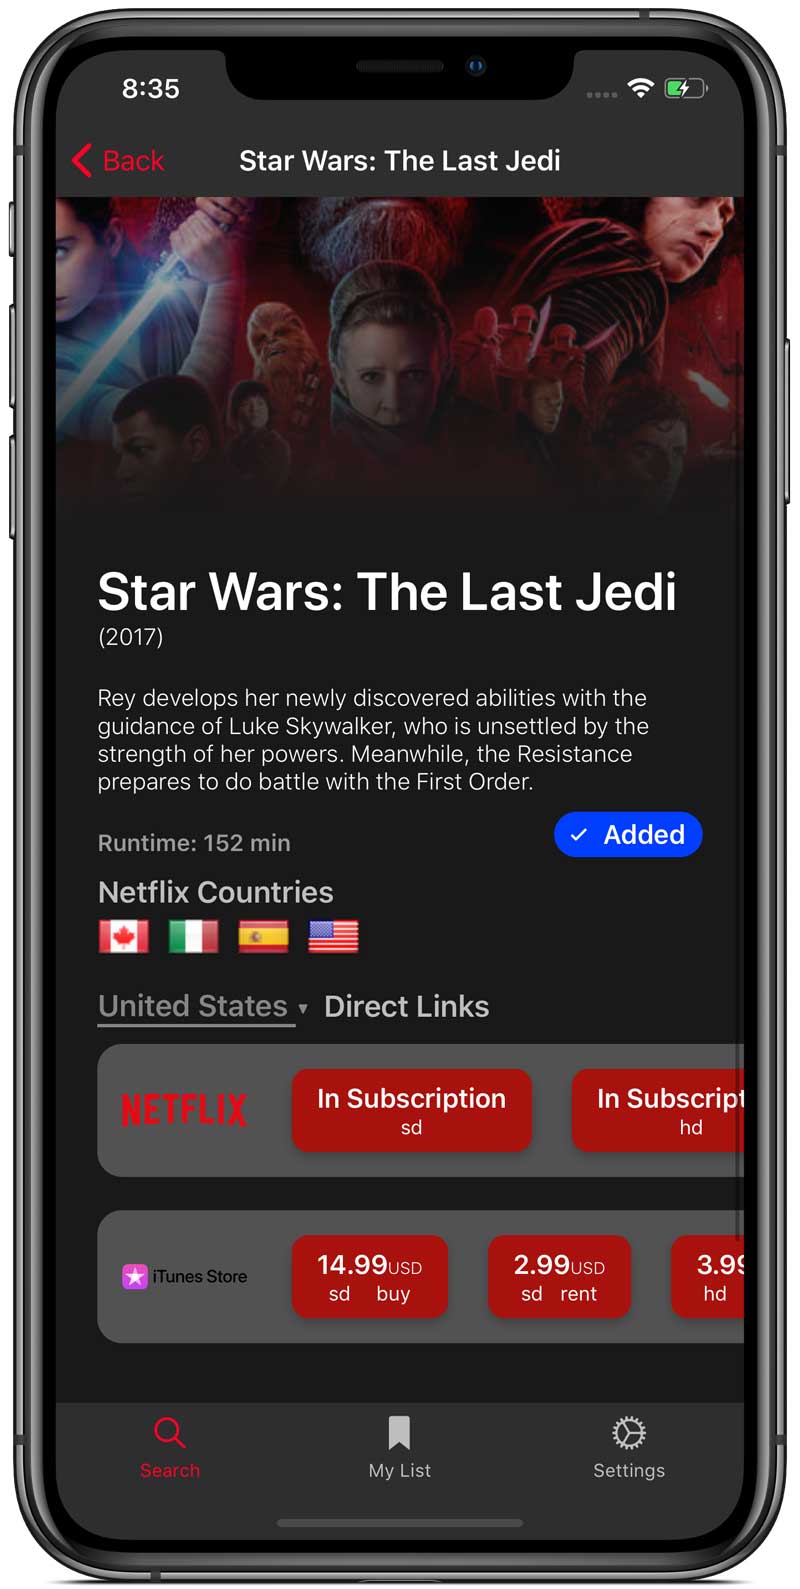 8:35
Back
Star Wars: The Last Jedi
Star Wars: The Last Jedi
(2017)
Rey develops her newly discovered abilities with the
guidance of Luke Skywalker, who is unsettled by the
strength of her powers. Meanwhile, the Resistance
prepares to do battle with the First Order.
Runtime: 152 min
Added
Netflix Countries
United States
Direct Links
NETFLIX
In Subscription
sd
In Subscript
hd
iTunes Store
14.99USD
sd buy
2.99USD
sd rent
3.99
hd
Search
My List
Settings